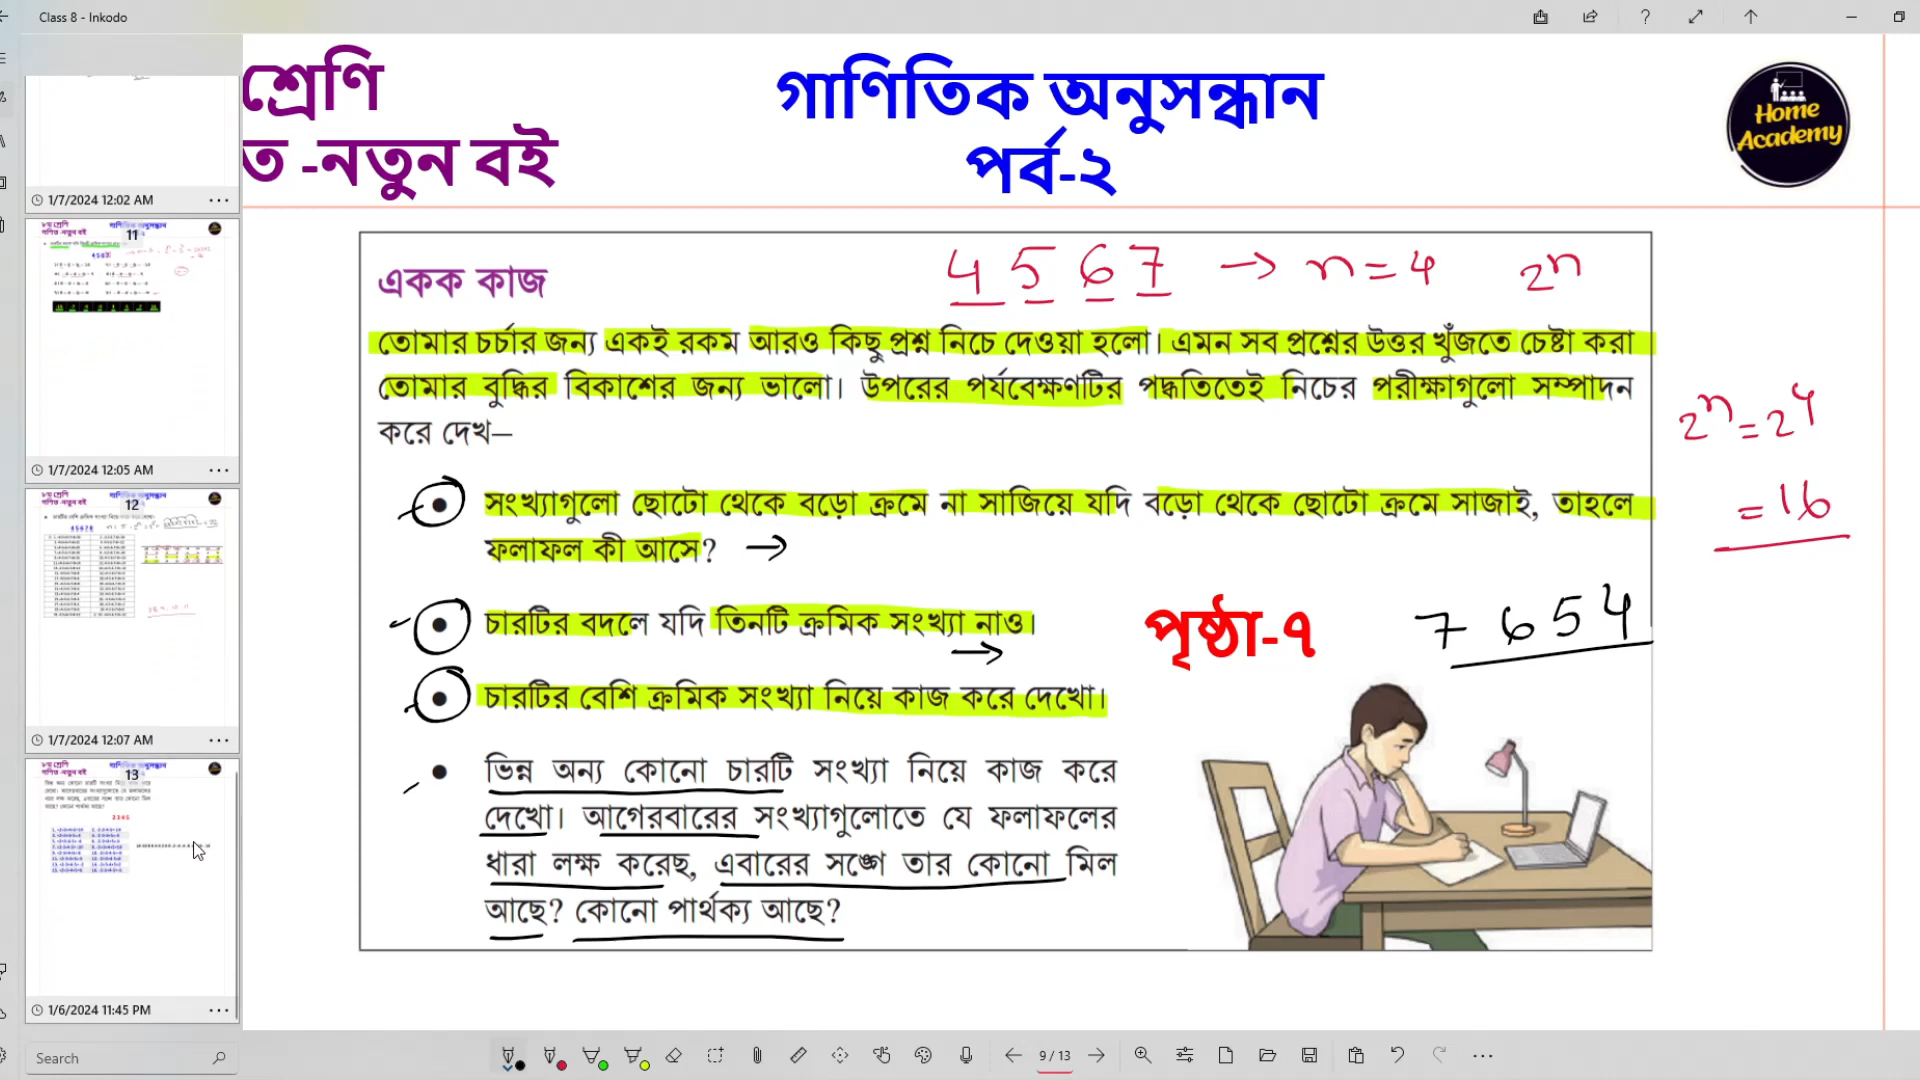 Class 8 - Inkodo
শ্রেণি
ত -নতুন বই
গাণিতিক অনুসন্ধান
পর্ব-২
Home
Academy
1/7/2024 12:02 AM
11
1/7/2024 12:05 AM
12
1/7/2024 12:07 AM
13
2345
1/6/2024 11:45 PM
Search
একক কাজ
4 5 6 7 → n = 4 2ⁿ
তোমার চর্চার জন্য একই রকম আরও কিছু প্রশ্ন নিচে দেওয়া হলো। এমন সব প্রশ্নের উত্তর খুঁজতে চেষ্টা করা
তোমার বুদ্ধির বিকাশের জন্য ভালো। উপরের পর্যবেক্ষণটির পদ্ধতিতেই নিচের পরীক্ষাগুলো সম্পাদন
করে দেখ—
2ⁿ = 2⁴
= 16
• সংখ্যাগুলো ছোটো থেকে বড়ো ক্রমে না সাজিয়ে যদি বড়ো থেকে ছোটো ক্রমে সাজাই, তাহলে
ফলাফল কী আসে? →
• চারটির বদলে যদি তিনটি ক্রমিক সংখ্যা নাও।
পৃষ্ঠা-৭
7 6 5 4
• চারটির বেশি ক্রমিক সংখ্যা নিয়ে কাজ করে দেখো।
• ভিন্ন অন্য কোনো চারটি সংখ্যা নিয়ে কাজ করে
দেখো। আগেরবারের সংখ্যাগুলোতে যে ফলাফলের
ধারা লক্ষ করেছ, এবারের সঙ্গে তার কোনো মিল
আছে? কোনো পার্থক্য আছে?
9 / 13